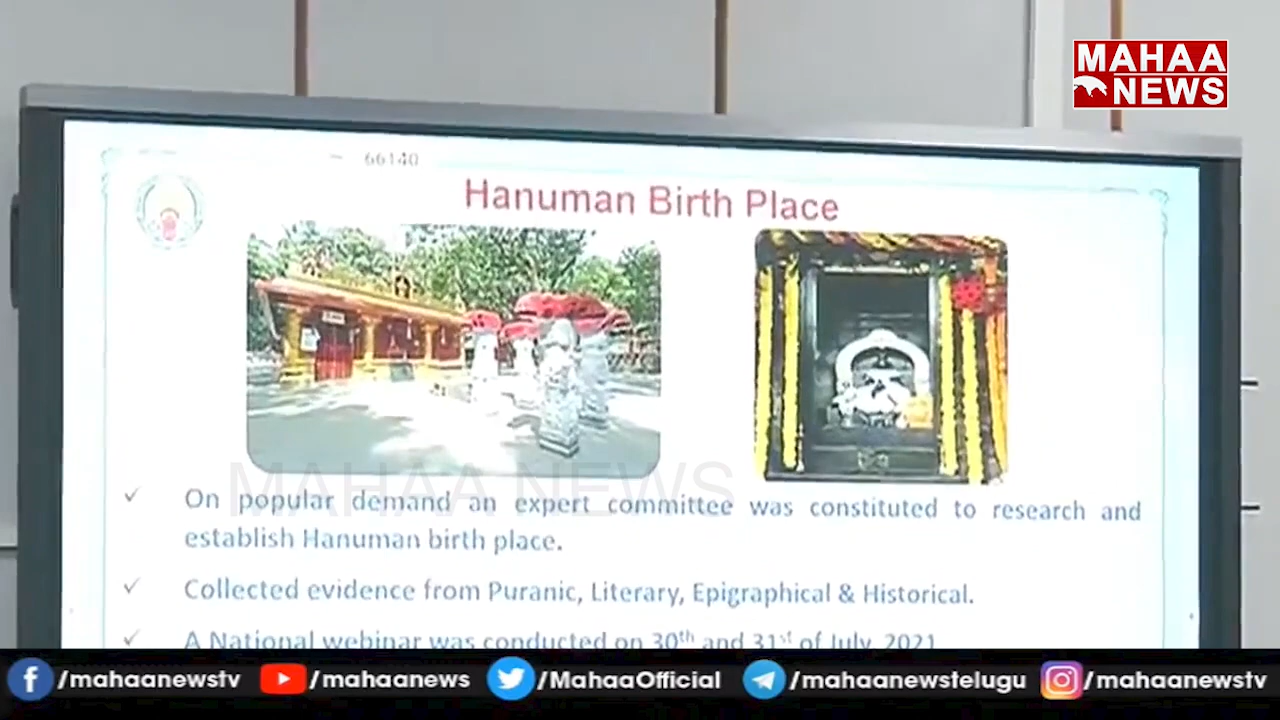 MAHAA
NEWS
66140
Hanuman Birth Place
MAHAA NEWS
On popular demand an expert committee was constituted to research and
establish Hanuman birth place.
Collected evidence from Puranic, Literary, Epigraphical & Historical.
A National webinar was conducted on 30th and 31st of July, 2021
/mahaanewstv /mahaanews /MahaaOfficial /mahaanewstelugu /mahaanewstv